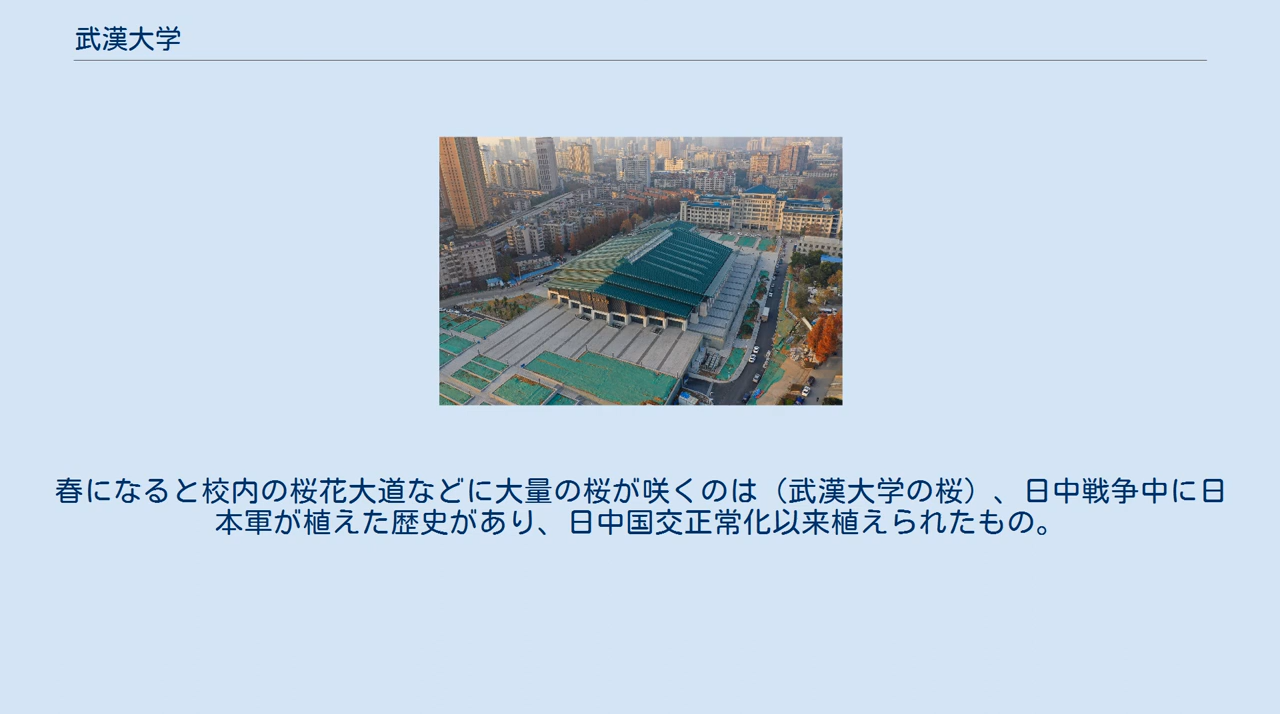 武漢大学
春になると校内の桜花大道などに大量の桜が咲くのは（武漢大学の桜）、日中戦争中に日
本軍が植えた歴史があり、日中国交正常化以来植えられたもの。